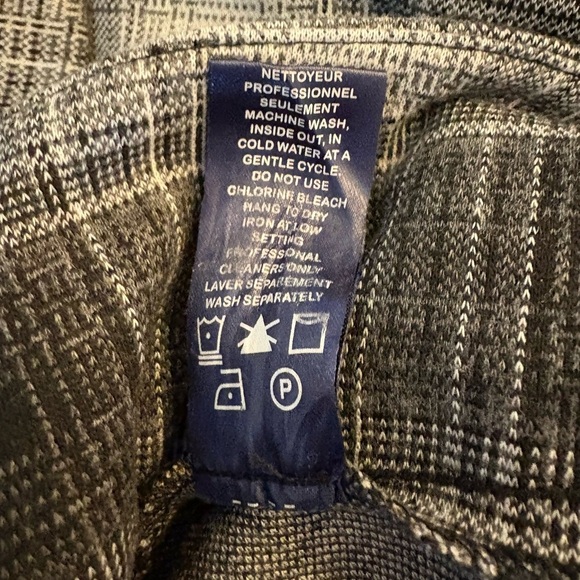 NETTOYEUR
PROFESSIONNEL
SEULEMENT
MACHINE WASH,
INSIDE OUT, IN
COLD WATER AT A
GENTLE CYCLE.
DO NOT USE
CHLORINE BLEACH
HANG TO DRY
IRON AT LOW
SETTING
PROFESSONAL
CLEANERS ONLY
LAVER SEPAREMENT
WASH SEPARATELY
P